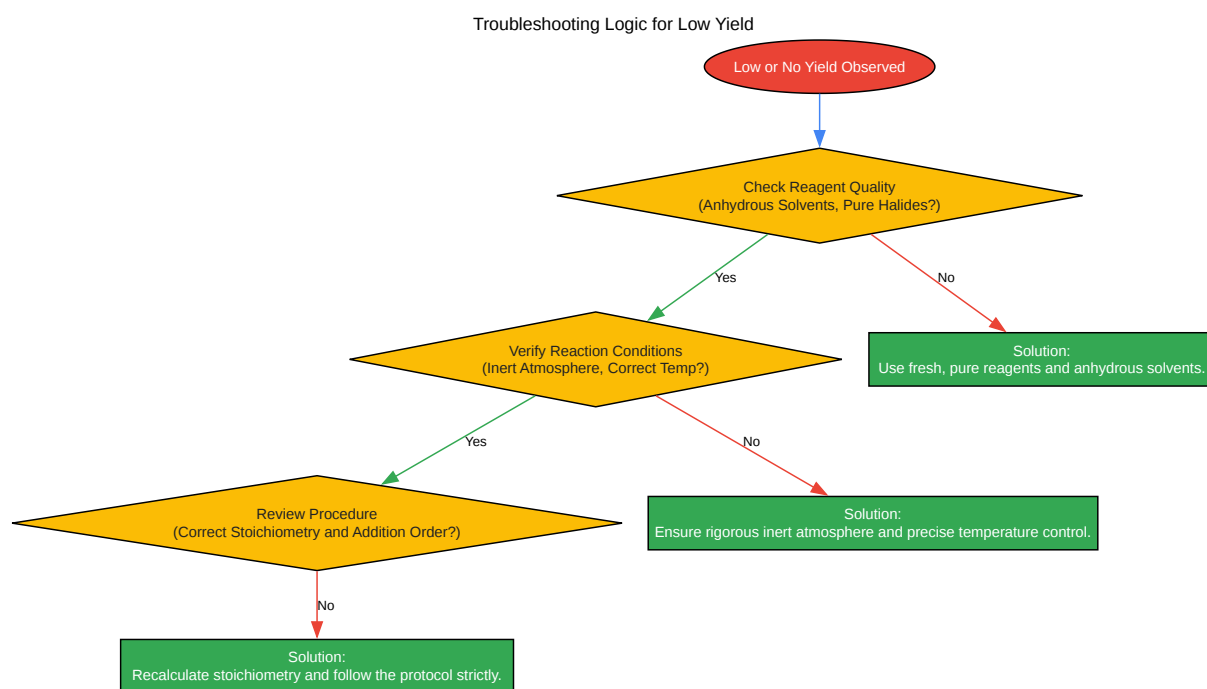 Troubleshooting Logic for Low Yield
Low or No Yield Observed
Check Reagent Quality
(Anhydrous Solvents, Pure Halides?)
Yes
No
Verify Reaction Conditions
(Inert Atmosphere, Correct Temp?)
Solution:
Use fresh, pure reagents and anhydrous solvents.
Yes
No
Review Procedure
(Correct Stoichiometry and Addition Order?)
Solution:
Ensure rigorous inert atmosphere and precise temperature control.
No
Solution:
Recalculate stoichiometry and follow the protocol strictly.